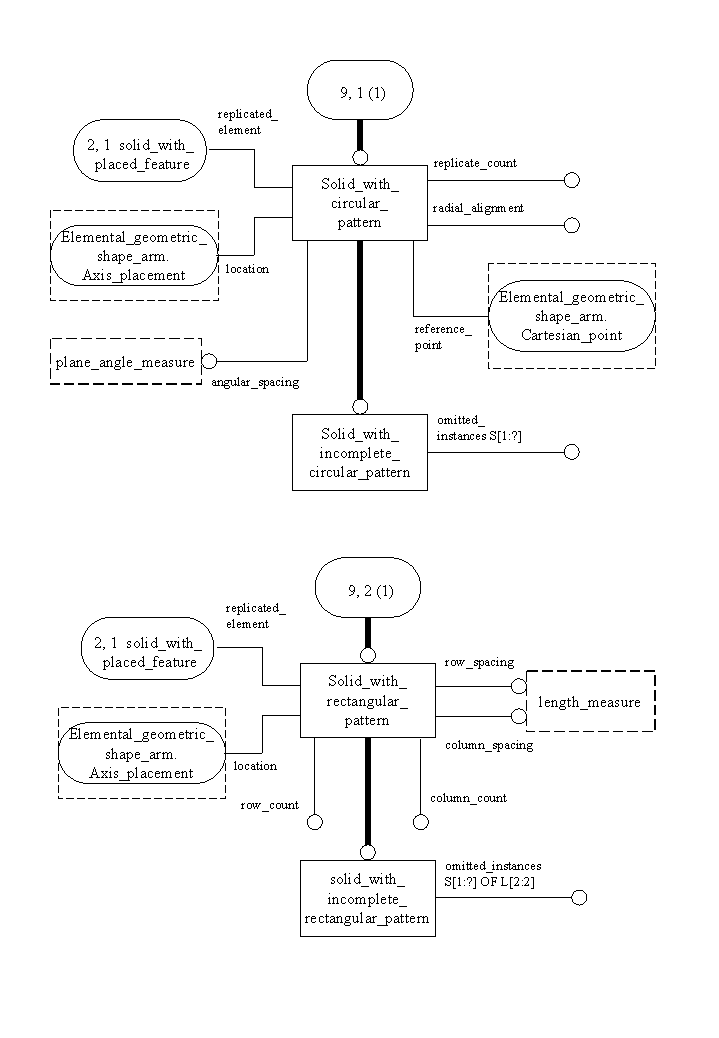 9, 1 (1)
replicated_
element
2, 1 solid_with_
placed_feature
Solid_with_
circular_
pattern
replicate_count
radial_alignment
Elemental_geometric_
shape_arm.
Axis_placement
location
Elemental_geometric_
shape_arm.
Cartesian_point
reference_
point
plane_angle_measure
angular_spacing
Solid_with_
incomplete_
circular_pattern
omitted_
instances S[1:?]
9, 2 (1)
replicated_
element
2, 1 solid_with_
placed_feature
Solid_with_
rectangular_
pattern
row_spacing
length_measure
column_spacing
Elemental_geometric_
shape_arm.
Axis_placement
location
row_count
column_count
solid_with_
incomplete_
rectangular_pattern
omitted_instances
S[1:?] OF L[2:2]